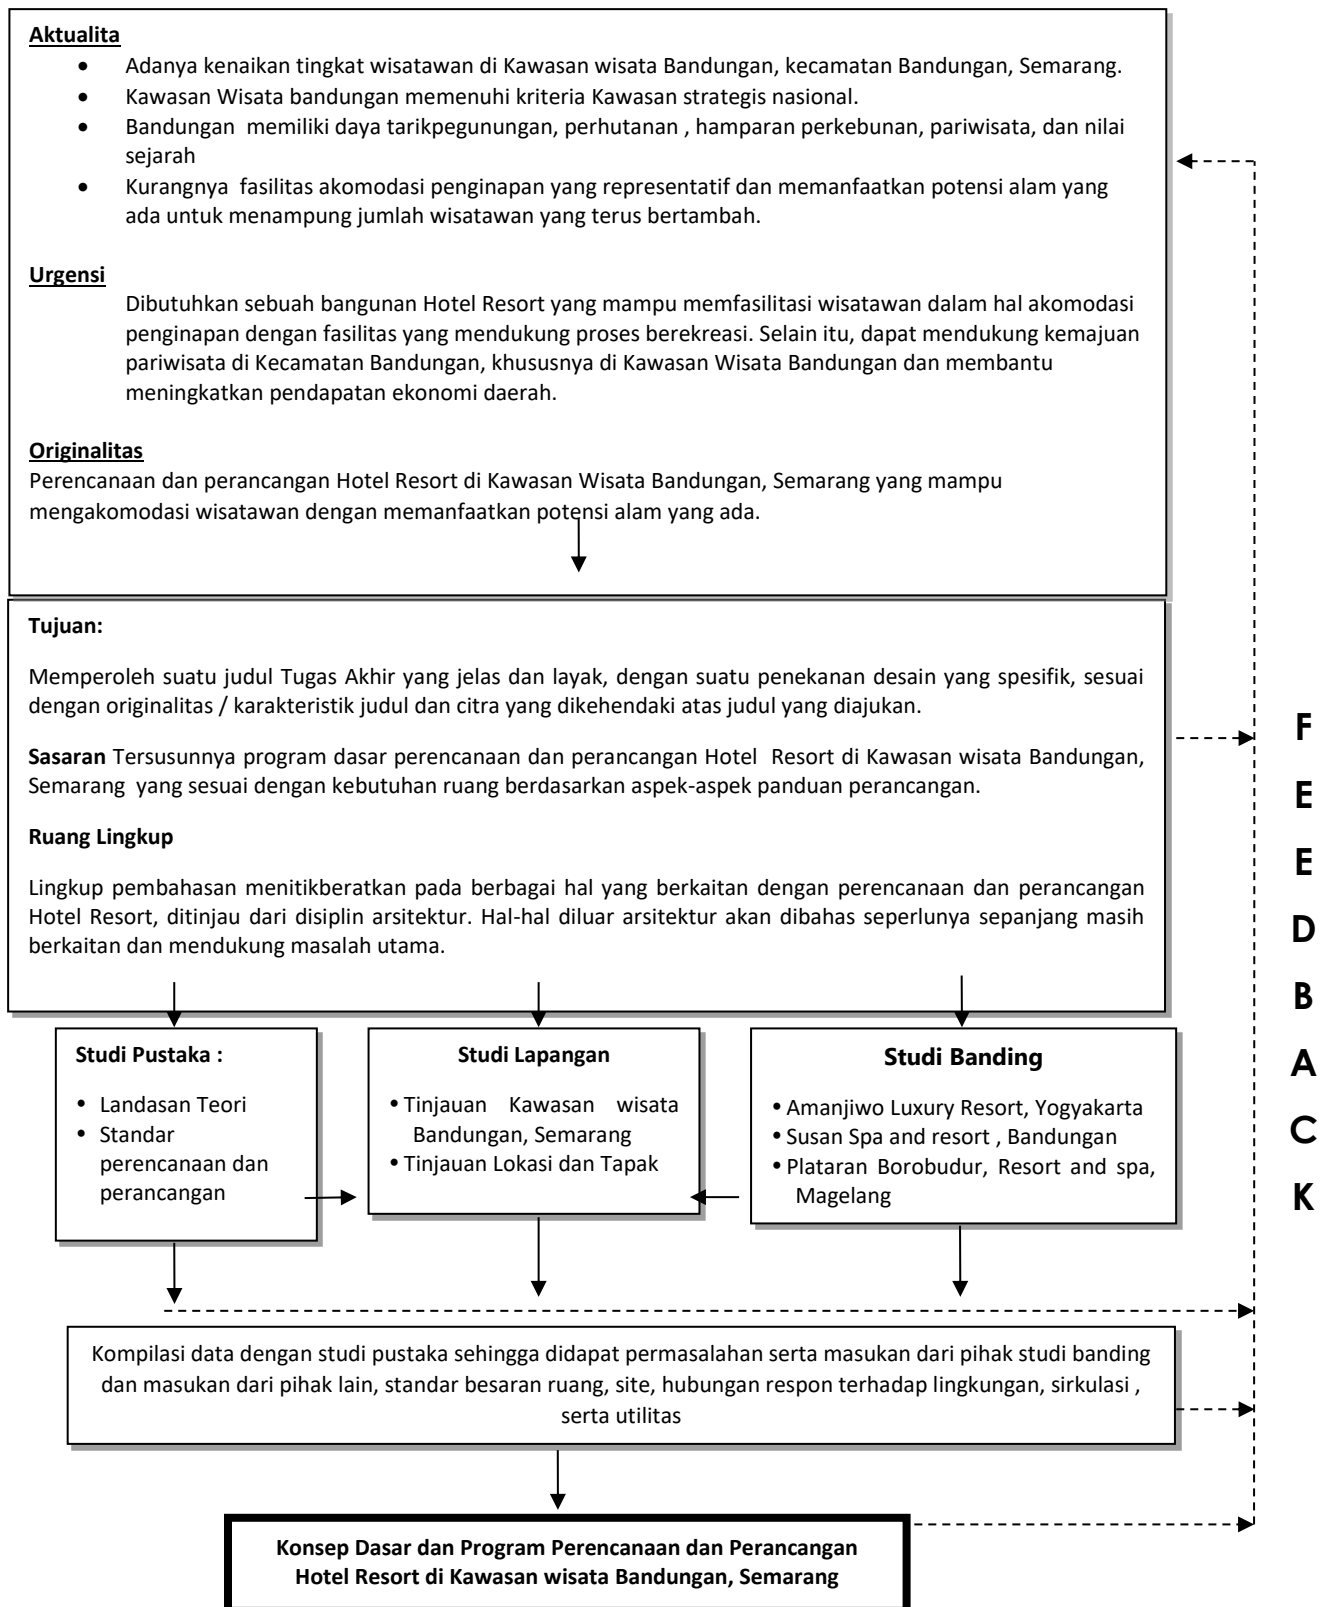 Aktualita
• Adanya kenaikan tingkat wisatawan di Kawasan wisata Bandungan, kecamatan Bandungan, Semarang.
• Kawasan Wisata bandungan memenuhi kriteria Kawasan strategis nasional.
• Bandungan memiliki daya tarikpegunungan, perhutanan , hamparan perkebunan, pariwisata, dan nilai
sejarah
• Kurangnya fasilitas akomodasi penginapan yang representatif dan memanfaatkan potensi alam yang
ada untuk menampung jumlah wisatawan yang terus bertambah.
Urgensi
Dibutuhkan sebuah bangunan Hotel Resort yang mampu memfasilitasi wisatawan dalam hal akomodasi
penginapan dengan fasilitas yang mendukung proses berekreasi. Selain itu, dapat mendukung kemajuan
pariwisata di Kecamatan Bandungan, khususnya di Kawasan Wisata Bandungan dan membantu
meningkatkan pendapatan ekonomi daerah.
Originalitas
Perencanaan dan perancangan Hotel Resort di Kawasan Wisata Bandungan, Semarang yang mampu
mengakomodasi wisatawan dengan memanfaatkan potensi alam yang ada.
Tujuan:
Memperoleh suatu judul Tugas Akhir yang jelas dan layak, dengan suatu penekanan desain yang spesifik, sesuai
dengan originalitas / karakteristik judul dan citra yang dikehendaki atas judul yang diajukan.
Sasaran Tersusunnya program dasar perencanaan dan perancangan Hotel Resort di Kawasan wisata Bandungan,
Semarang yang sesuai dengan kebutuhan ruang berdasarkan aspek-aspek panduan perancangan.
Ruang Lingkup
Lingkup pembahasan menitikberatkan pada berbagai hal yang berkaitan dengan perencanaan dan perancangan
Hotel Resort, ditinjau dari disiplin arsitektur. Hal-hal diluar arsitektur akan dibahas seperlunya sepanjang masih
berkaitan dan mendukung masalah utama.
Studi Pustaka :
• Landasan Teori
• Standar
perencanaan dan
perancangan
Studi Lapangan
• Tinjauan Kawasan wisata
Bandungan, Semarang
• Tinjauan Lokasi dan Tapak
Studi Banding
• Amanjiwo Luxury Resort, Yogyakarta
• Susan Spa and resort , Bandungan
• Plataran Borobudur, Resort and spa,
Magelang
Kompilasi data dengan studi pustaka sehingga didapat permasalahan serta masukan dari pihak studi banding
dan masukan dari pihak lain, standar besaran ruang, site, hubungan respon terhadap lingkungan, sirkulasi ,
serta utilitas
Konsep Dasar dan Program Perencanaan dan Perancangan
Hotel Resort di Kawasan wisata Bandungan, Semarang
F
E
E
D
B
A
C
K